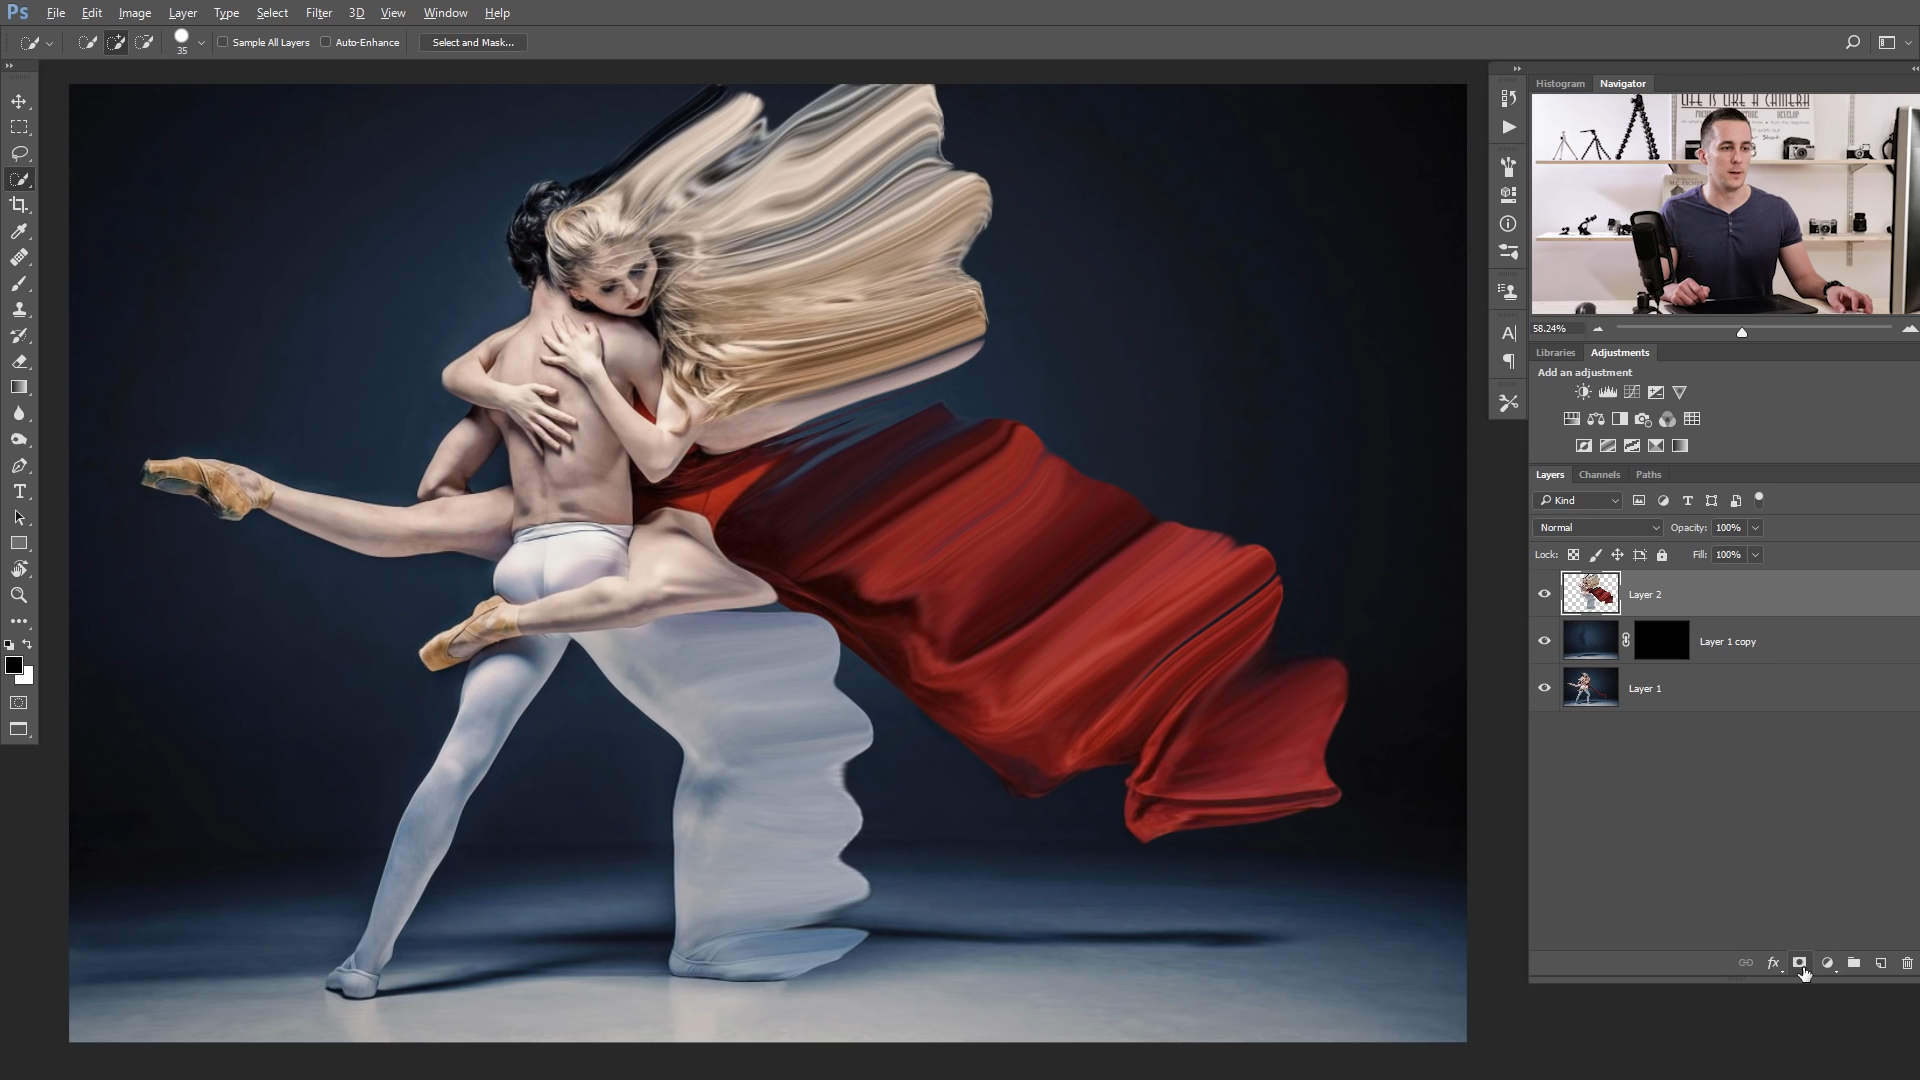 Ps File Edit Image Layer Type Select Filter 3D View Window Help
35 Sample All Layers Auto-Enhance Select and Mask...
Histogram Navigator
LIFE IS LIKE A CAMERA
58.24%
Libraries Adjustments
Add an adjustment
Layers Channels Paths
Kind
Normal Opacity: 100%
Lock: Fill: 100%
Layer 2
Layer 1 copy
Layer 1
fx